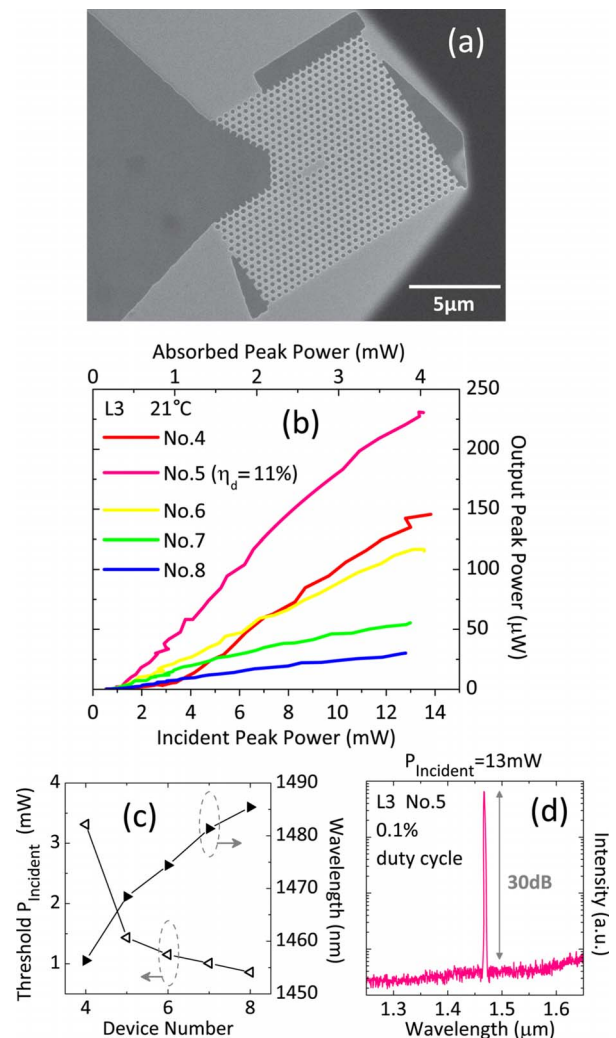 (a)
5μm
Absorbed Peak Power (mW)
0 1 2 3 4
L3 21°C
(b)
No.4
No.5 (η_d = 11%)
No.6
No.7
No.8
250
200
150
100
50
0
Output Peak Power (μW)
0 2 4 6 8 10 12 14
Incident Peak Power (mW)
P_Incident=13mW
4
3
2
1
Threshold P_Incident (mW)
(c)
1490
1480
1470
1460
1450
Wavelength (nm)
4 6 8
Device Number
L3 No.5
0.1%
duty cycle
(d)
30dB
Intensity (a.u.)
1.3 1.4 1.5 1.6
Wavelength (μm)